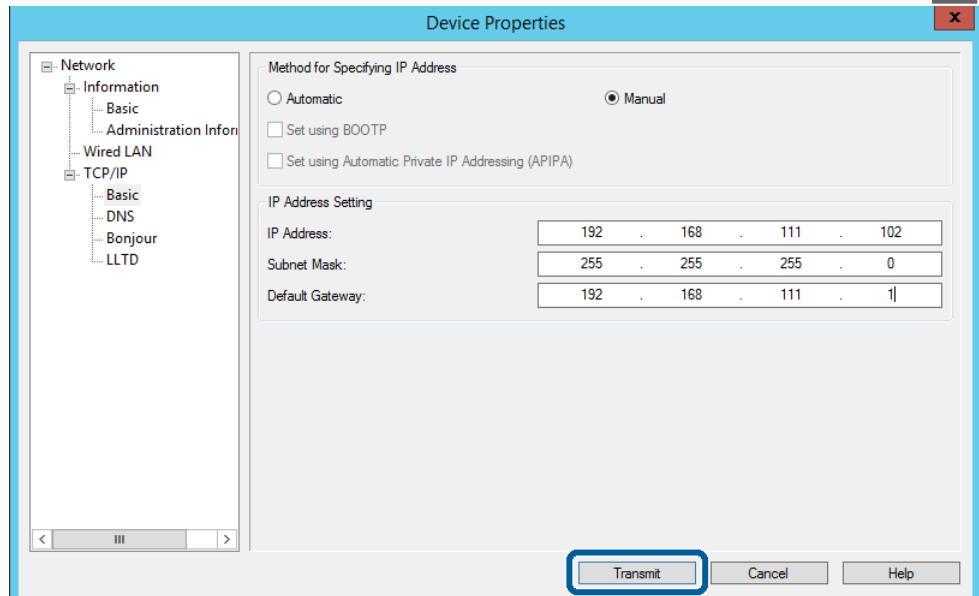 Device Properties
x
Network
Information
Basic
Administration Infor
Wired LAN
TCP/IP
Basic
DNS
Bonjour
LLTD
Method for Specifying IP Address
Automatic
Manual
Set using BOOTP
Set using Automatic Private IP Addressing (APIPA)
IP Address Setting
IP Address: 192 . 168 . 111 . 102
Subnet Mask: 255 . 255 . 255 . 0
Default Gateway: 192 . 168 . 111 . 1
Transmit Cancel Help